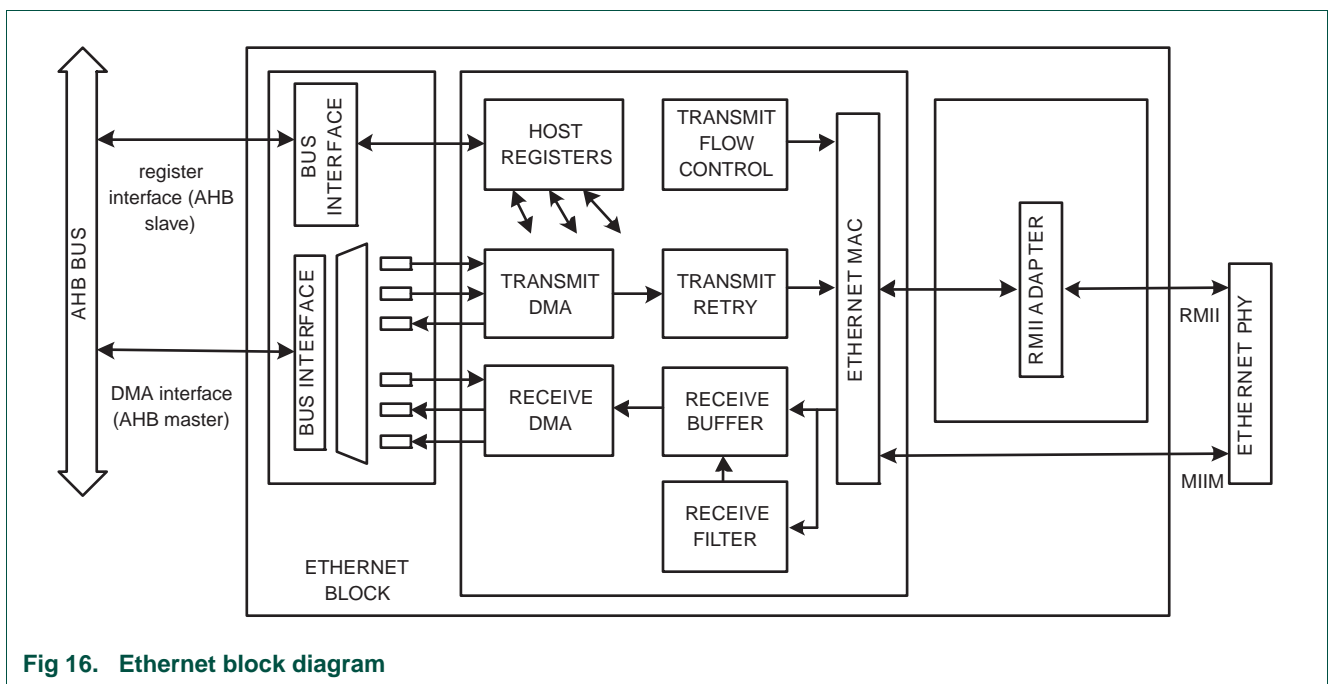 AHB BUS
register
interface (AHB
slave)
DMA interface
(AHB master)
BUS
INTERFACE
BUS INTERFACE
ETHERNET
BLOCK
HOST
REGISTERS
TRANSMIT
FLOW
CONTROL
TRANSMIT
DMA
TRANSMIT
RETRY
RECEIVE
DMA
RECEIVE
BUFFER
RECEIVE
FILTER
ETHERNET MAC
RMII ADAPTER
RMII
MIIM
ETHERNET PHY
Fig 16. Ethernet block diagram